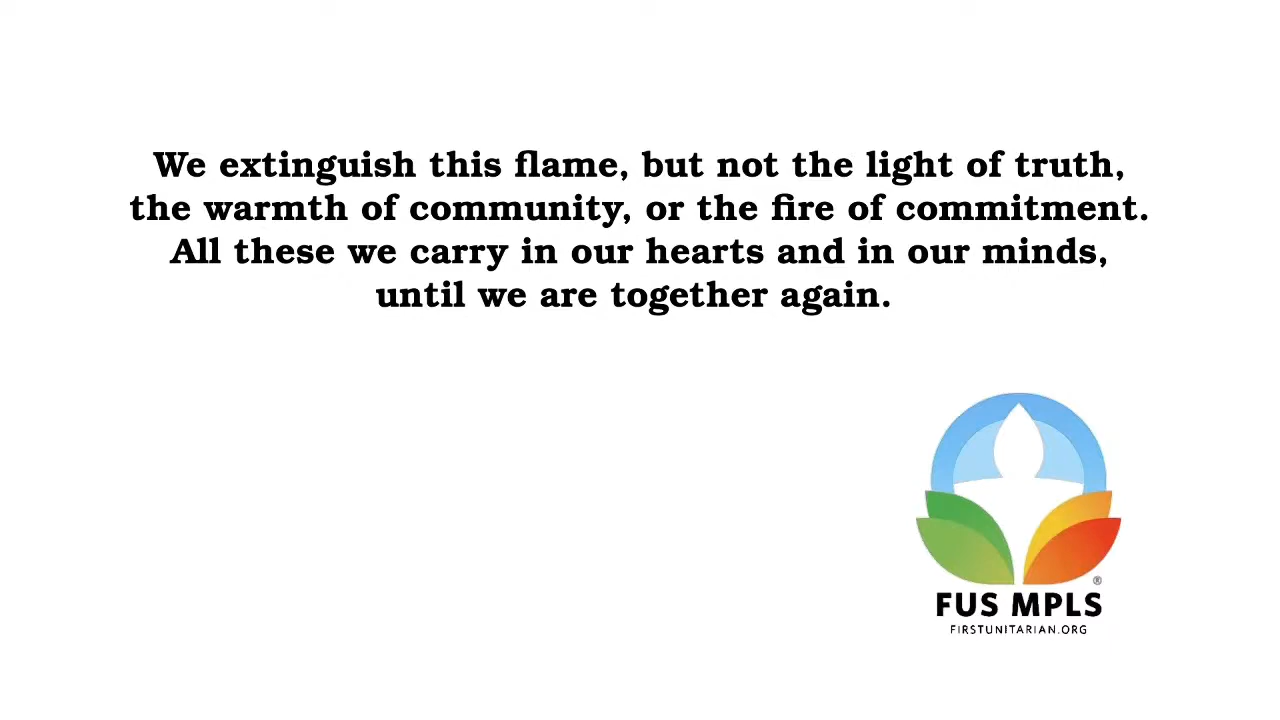 We extinguish this flame, but not the light of truth,
the warmth of community, or the fire of commitment.
All these we carry in our hearts and in our minds,
until we are together again.
®
FUS MPLS
FIRSTUNITARIAN.ORG